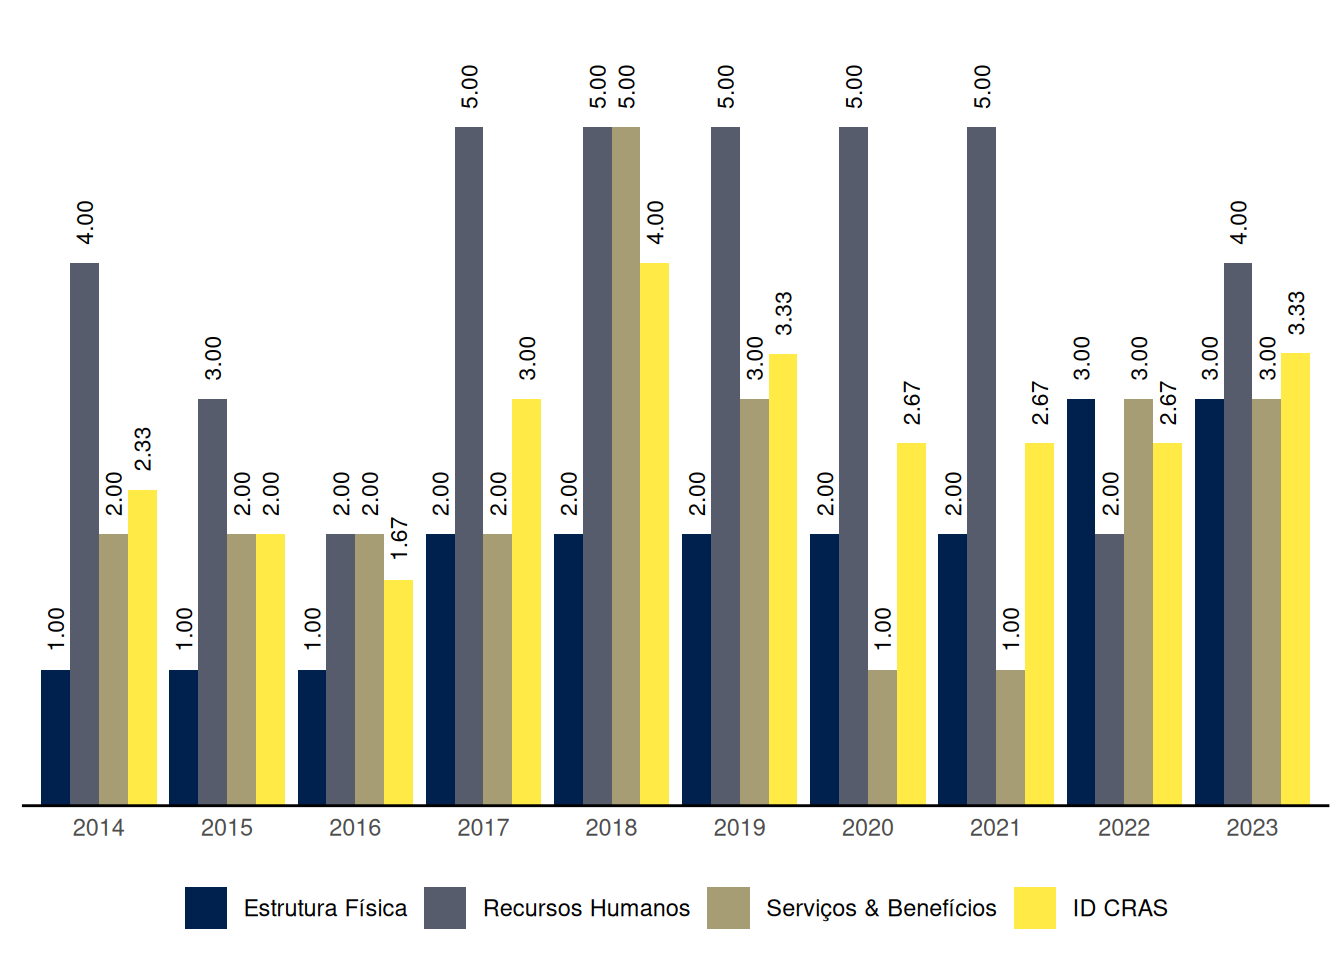 5.00 5.00 5.00 5.00 5.00 5.00
4.00 4.00 4.00
3.33 3.33
3.00 3.00 3.00 3.00 3.00 3.00 3.00
2.67 2.67 2.67
2.33
2.00 2.00 2.00 2.00 2.00 2.00 2.00 2.00 2.00 2.00 2.00 2.00
1.67
1.00 1.00 1.00 1.00 1.00
2014 2015 2016 2017 2018 2019 2020 2021 2022 2023
Estrutura Física Recursos Humanos Serviços & Benefícios ID CRAS